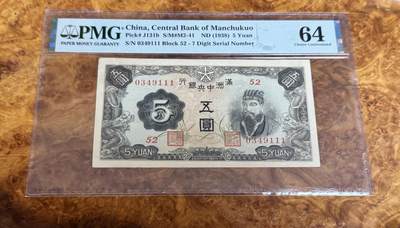 PMG
PAPER MONEY GUARANTY
China, Central Bank of Manchukuo
Pick# J131b S/M#M2-41 ND (1938) 5 Yuan
S/N 0349111 Block 52 - 7 Digit Serial Number
64
Choice Uncirculated
行銀央中洲滿
0349111
52
5
五圓
52
0349111
5 YUAN
5 YUAN